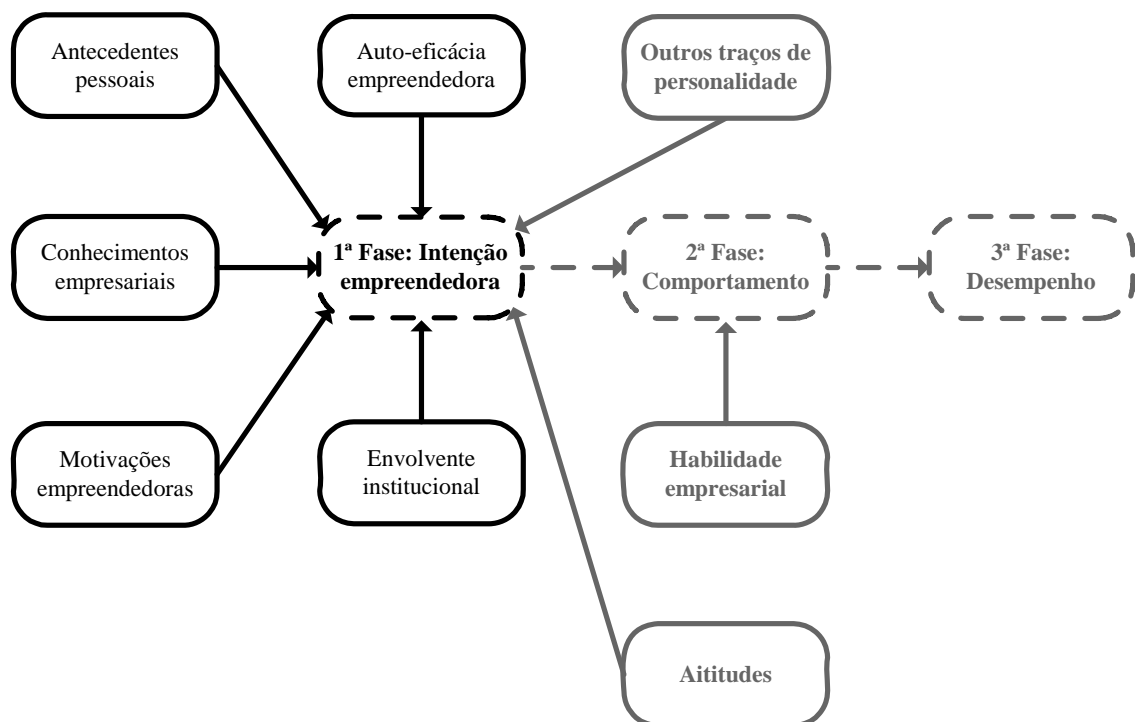 Antecedentes
pessoais
Auto-eficácia
empreendedora
Outros traços de
personalidade
Conhecimentos
empresariais
1ª Fase: Intenção
empreendedora
2ª Fase:
Comportamento
3ª Fase:
Desempenho
Motivações
empreendedoras
Envolvente
institucional
Habilidade
empresarial
Aititudes